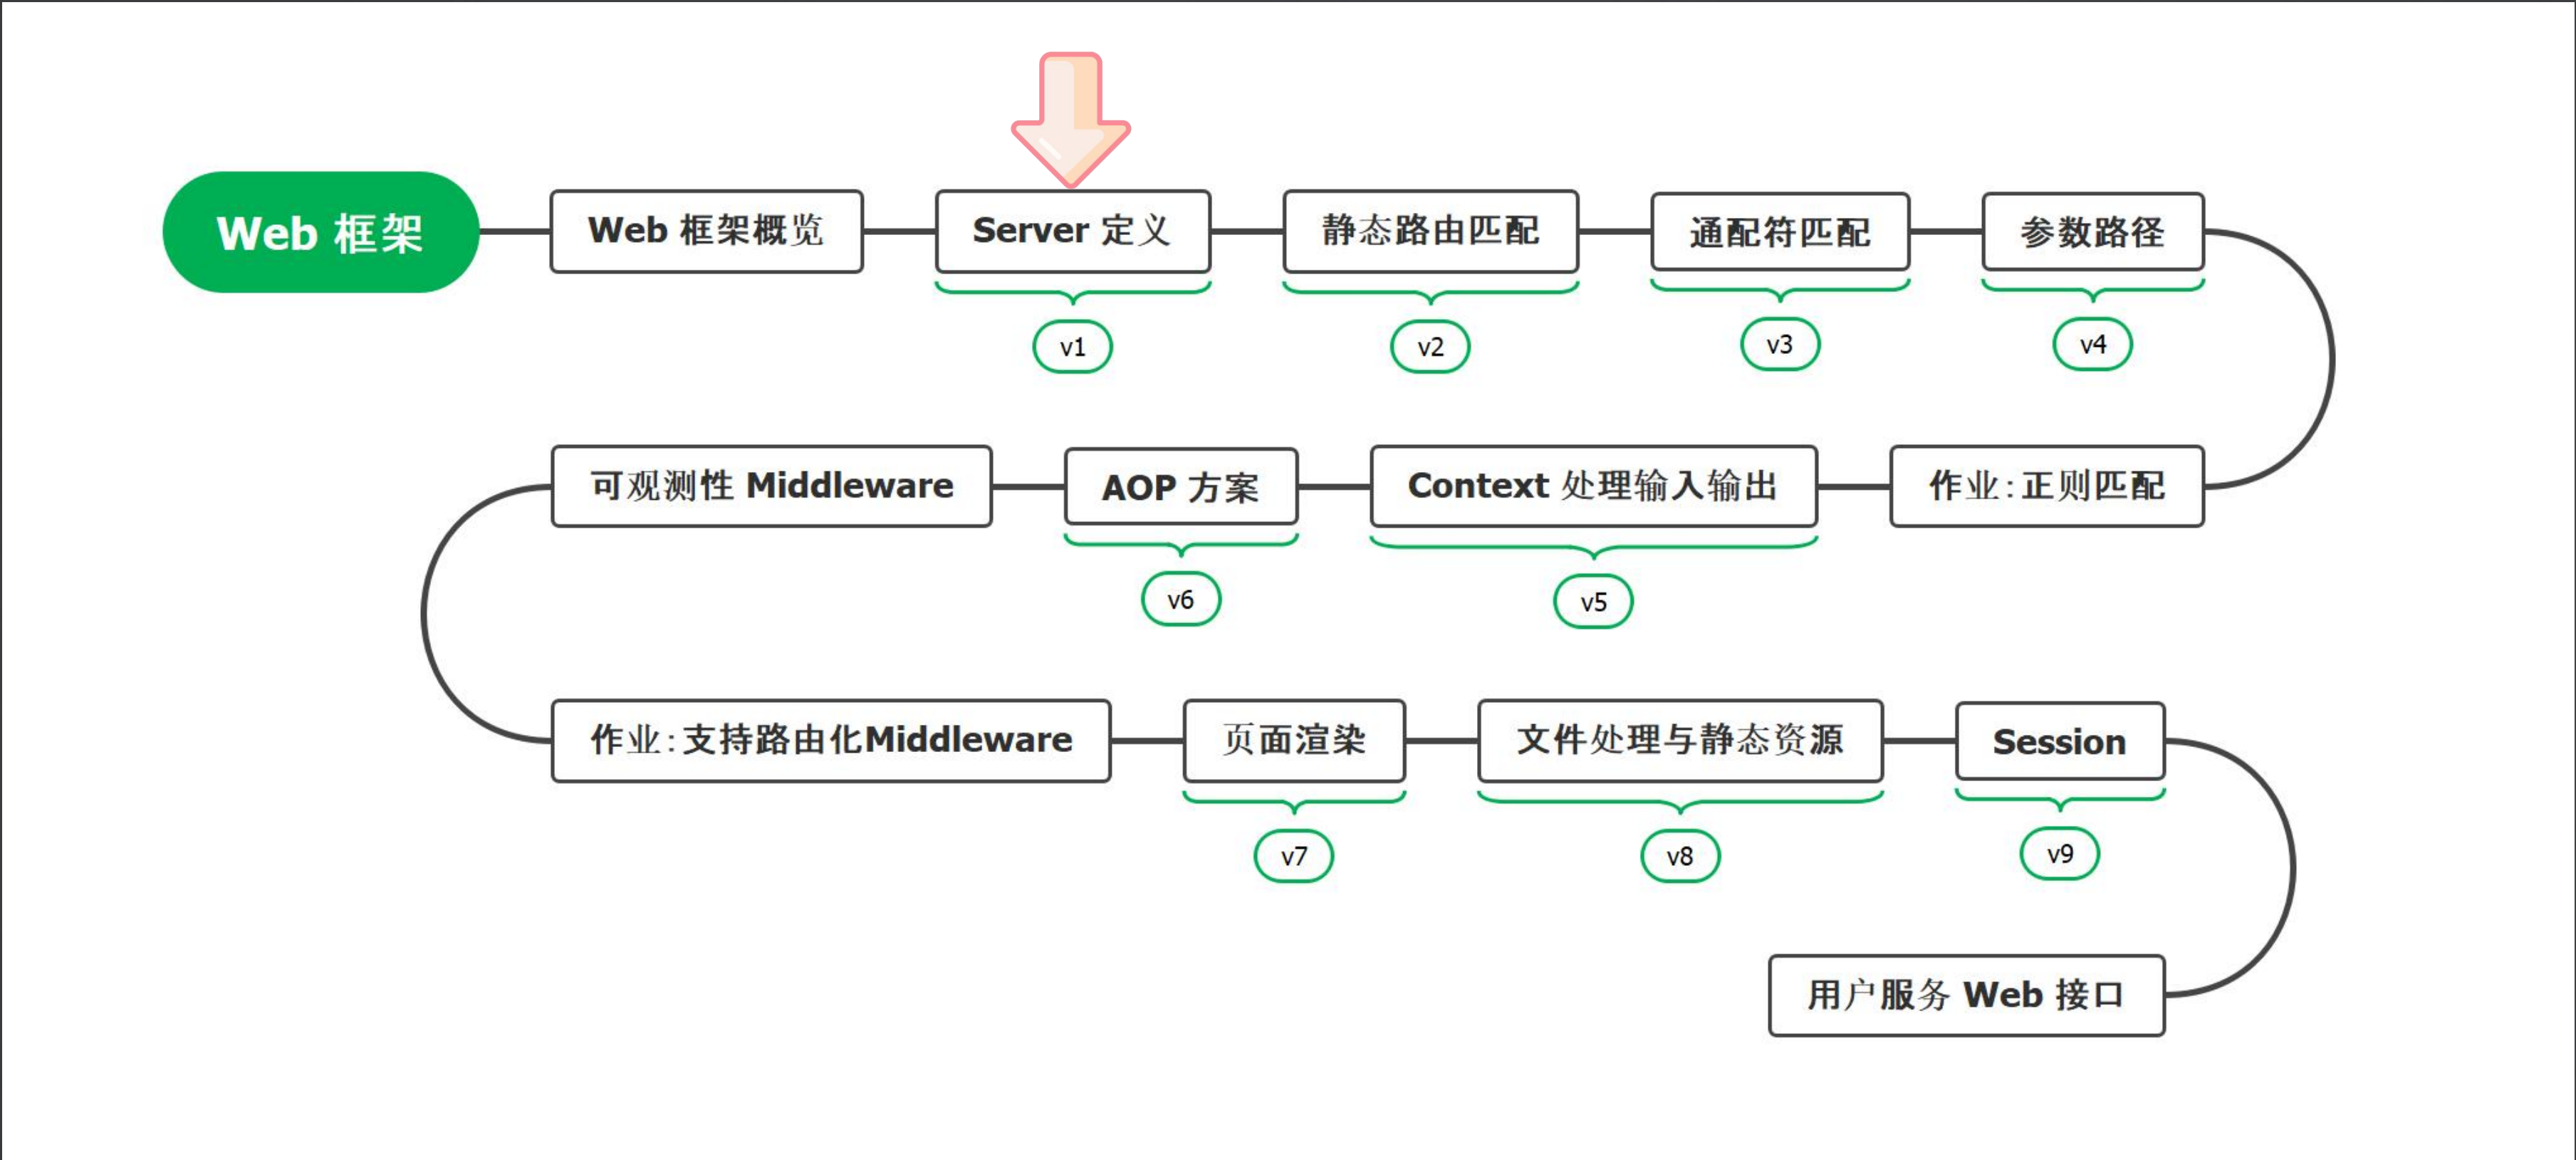 Web 框架
Web 框架概览
Server 定义
静态路由匹配
通配符匹配
参数路径
v1
v2
v3
v4
作业:正则匹配
Context 处理输入输出
AOP 方案
可观测性 Middleware
v5
v6
作业:支持路由化Middleware
页面渲染
文件处理与静态资源
Session
v7
v8
v9
用户服务 Web 接口